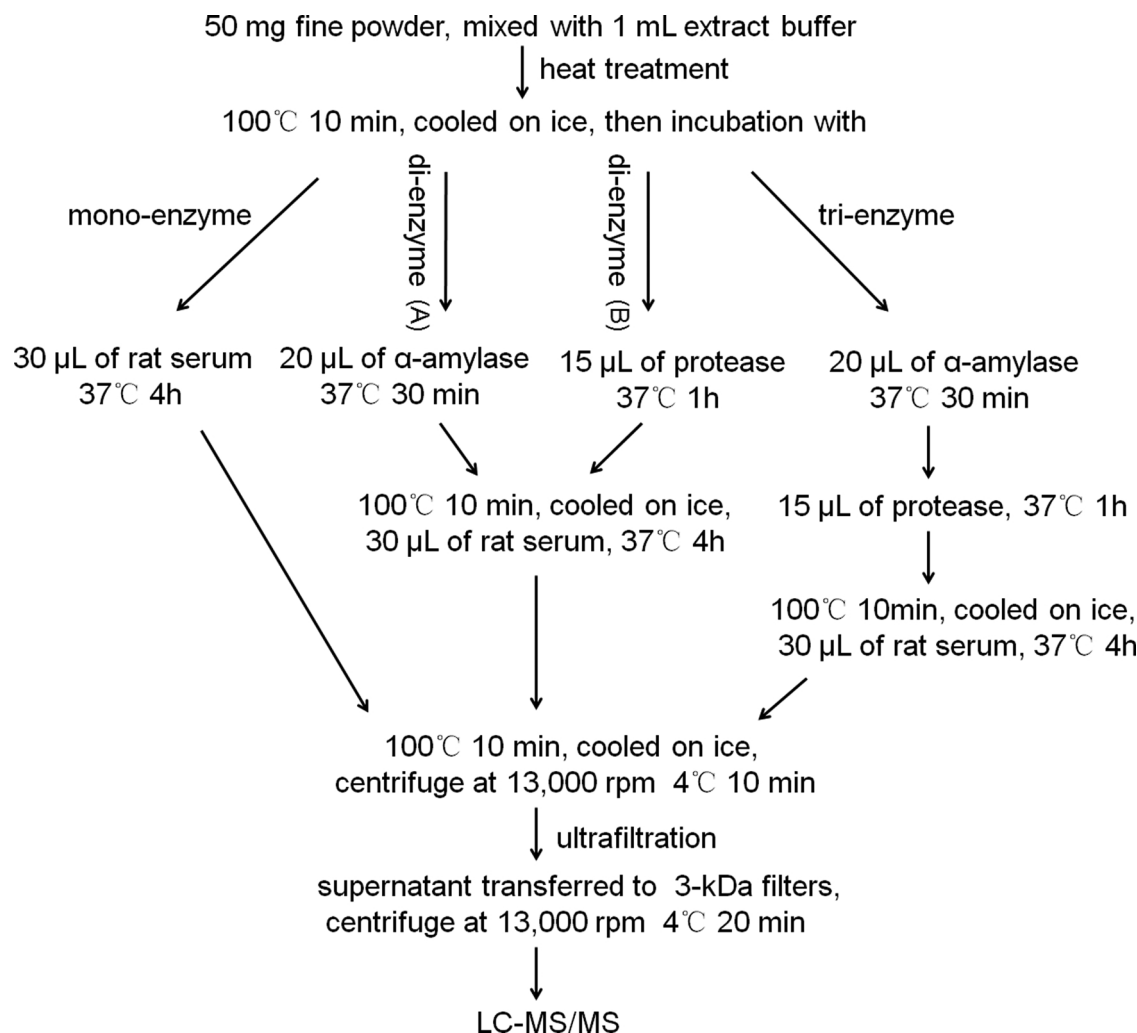 50 mg fine powder, mixed with 1 mL extract buffer
heat treatment
100℃ 10 min, cooled on ice, then incubation with
mono-enzyme
di-enzyme (A)
di-enzyme (B)
tri-enzyme
30 µL of rat serum
37℃ 4h
20 µL of α-amylase
37℃ 30 min
15 µL of protease
37℃ 1h
20 µL of α-amylase
37℃ 30 min
100℃ 10 min, cooled on ice,
30 µL of rat serum, 37℃ 4h
15 µL of protease, 37℃ 1h
100℃ 10min, cooled on ice,
30 µL of rat serum, 37℃ 4h
100℃ 10 min, cooled on ice,
centrifuge at 13,000 rpm 4℃ 10 min
ultrafiltration
supernatant transferred to 3-kDa filters,
centrifuge at 13,000 rpm 4℃ 20 min
LC-MS/MS